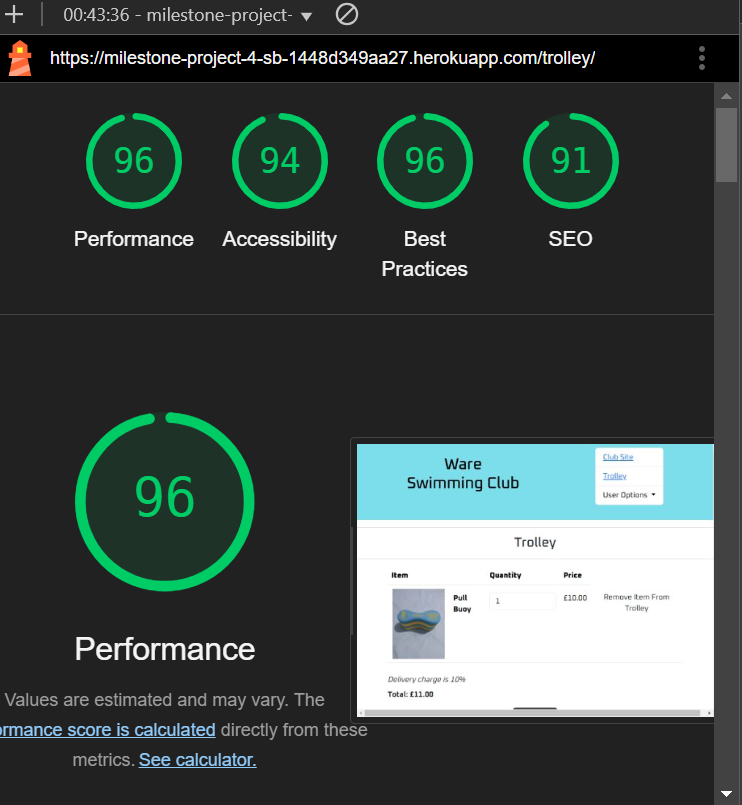 00:43:36 - milestone-project-
https://milestone-project-4-sb-1448d349aa27.herokuapp.com/trolley/
96 94 96 91
Performance Accessibility Best Practices SEO
96
Ware
Swimming Club
Club Site
Trolley
User Options
Trolley
Item Quantity Price
Pull Buoy 1 £10.00 Remove Item From Trolley
Delivery charge is 10%
Total: £11.00
Performance
Values are estimated and may vary. The
ormance score is calculated directly from these
metrics. See calculator.